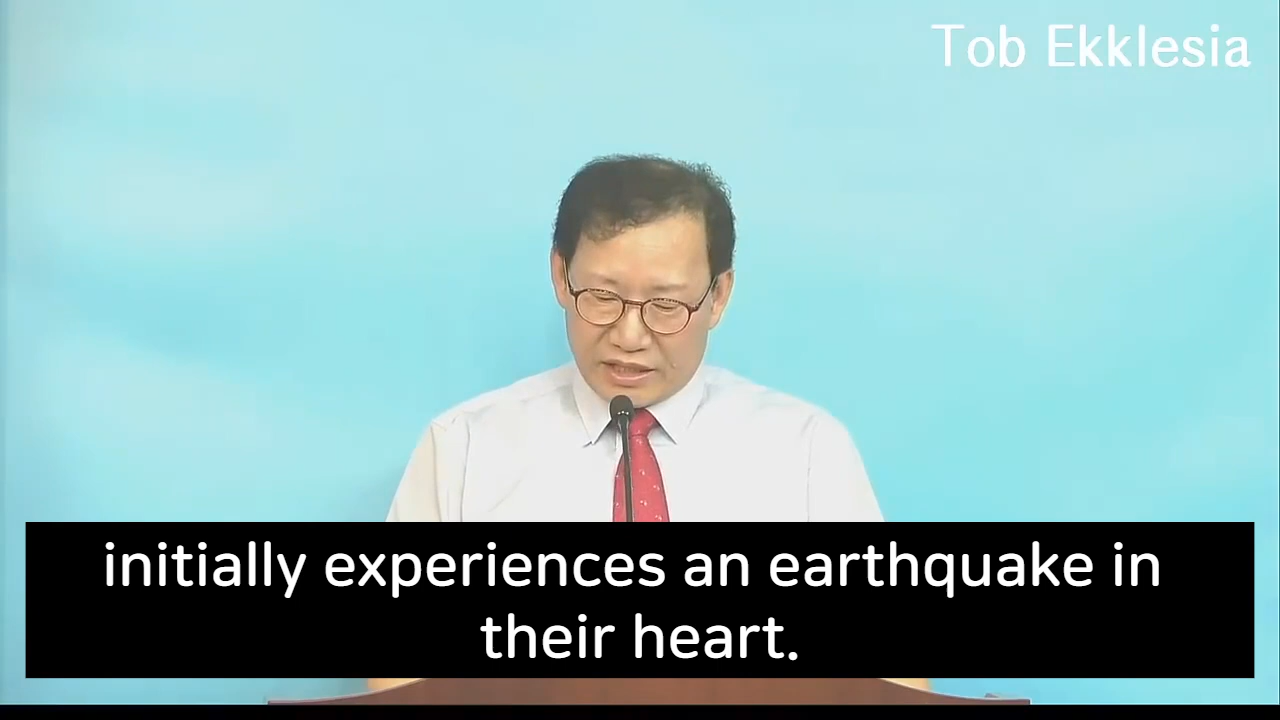 Tob Ekklesia
initially experiences an earthquake in
their heart.